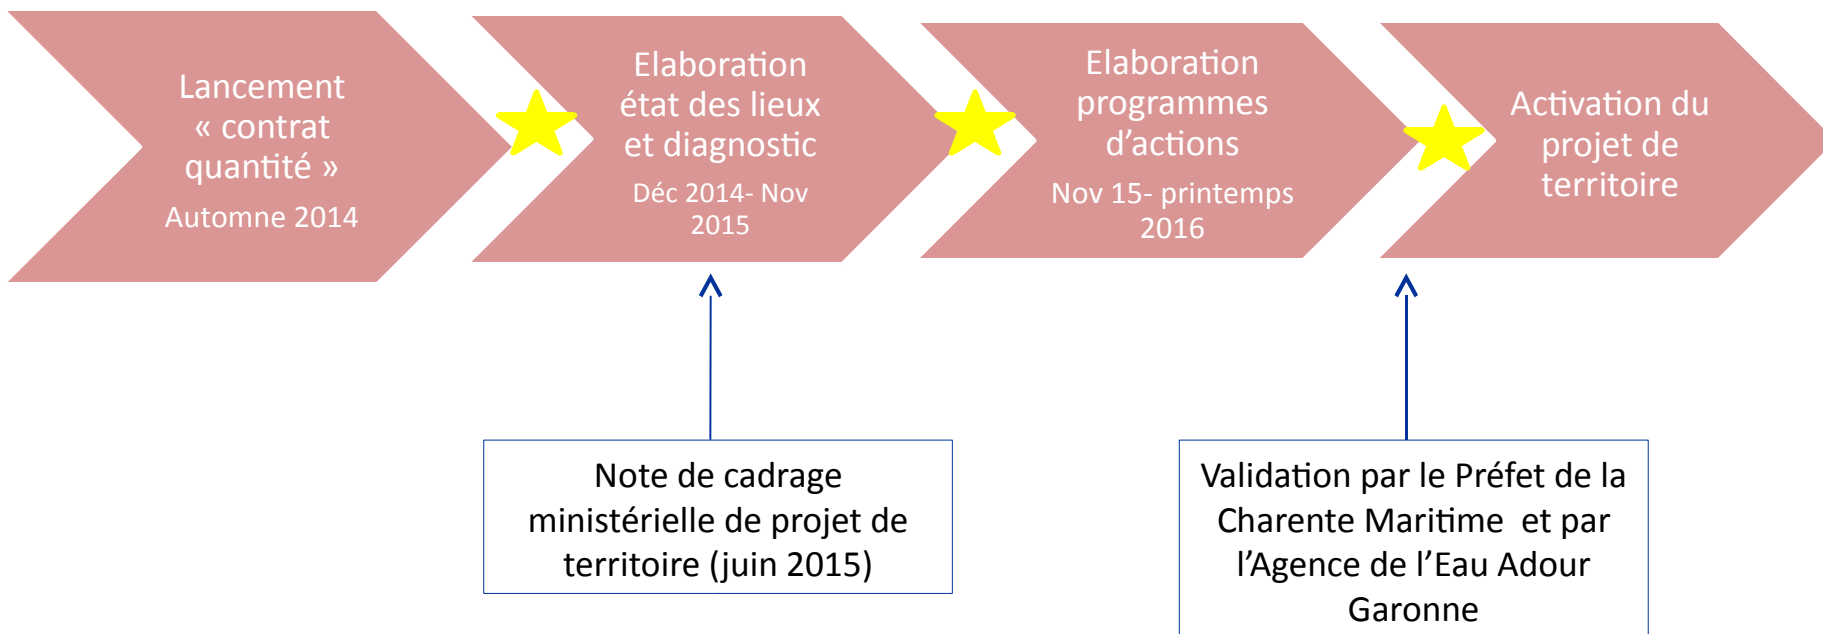 Lancement
« contrat
quantité »
Automne 2014
Elaboration
état des lieux
et diagnostic
Déc 2014- Nov
2015
Elaboration
programmes
d’actions
Nov 15- printemps
2016
Activation du
projet de
territoire
Note de cadrage
ministérielle de projet de
territoire (juin 2015)
Validation par le Préfet de la
Charente Maritime  et par
l’Agence de l’Eau Adour
Garonne